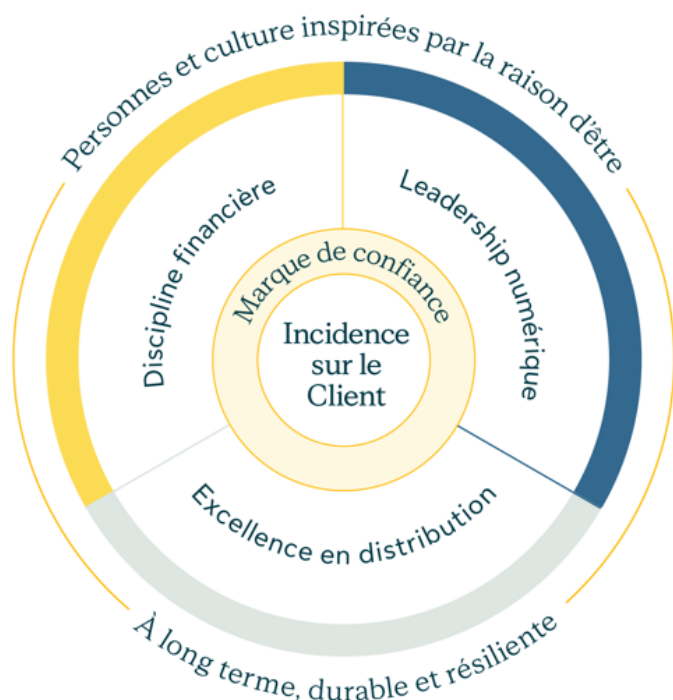 Personnes et culture inspirées par la raison d'être
Discipline financière
Leadership numérique
Marque de confiance
Incidence
sur le
Client
Excellence en distribution
À long terme, durable et résiliente